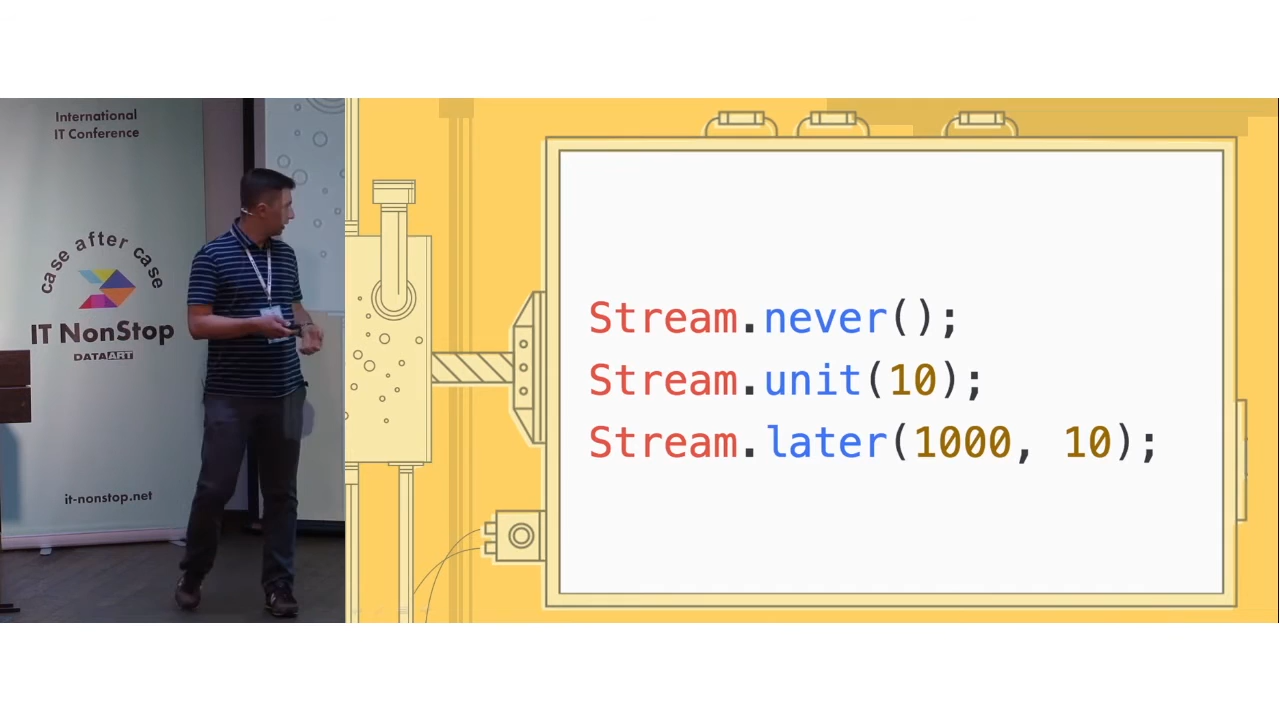 International
IT Conference
case after case
IT NonStop
DATAART
it-nonstop.net
Stream.never();
Stream.unit(10);
Stream.later(1000, 10);